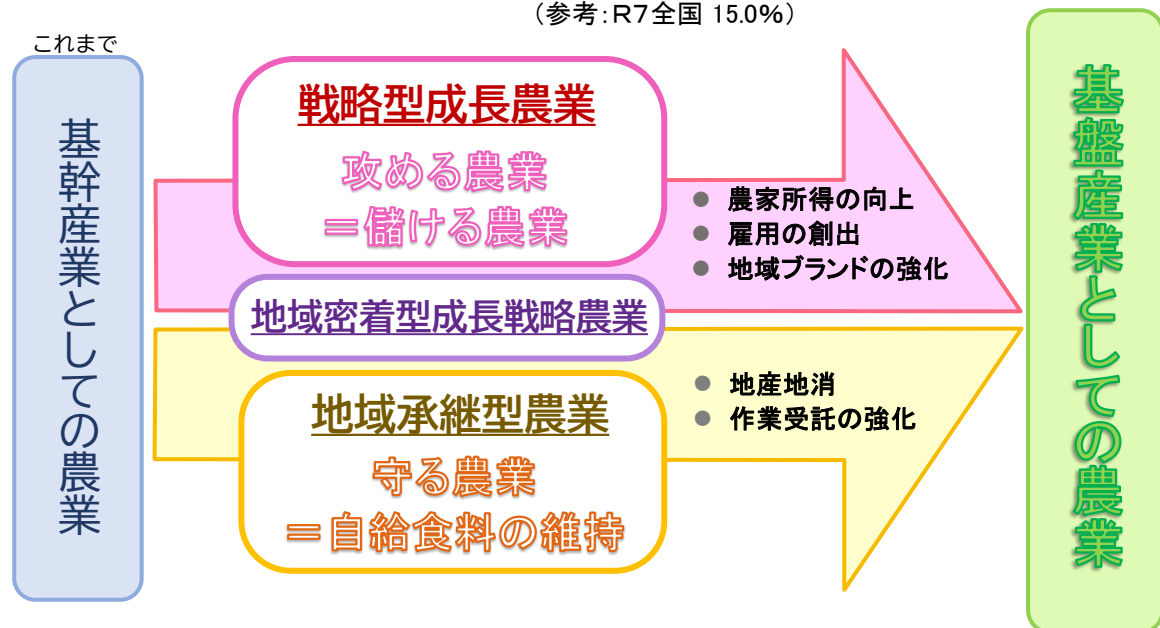 （参考：R7全国 15.0%）
これまで
基幹産業としての農業
戦略型成長農業
攻める農業
＝儲ける農業
● 農家所得の向上
● 雇用の創出
● 地域ブランドの強化
地域密着型成長戦略農業
地域承継型農業
守る農業
＝自給食料の維持
● 地産地消
● 作業受託の強化
基盤産業としての農業